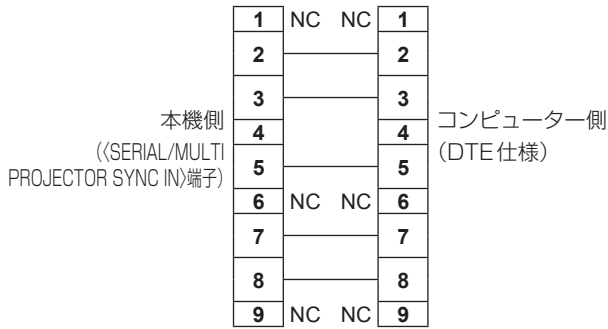 1 NC NC 1
2 2
3 3
本機側
コンピューター側
4 4
(〈SERIAL/MULTI
(DTE仕様)
5 5
PROJECTOR SYNC IN〉端子)
6 NC NC 6
7 7
8 8
9 NC NC 9